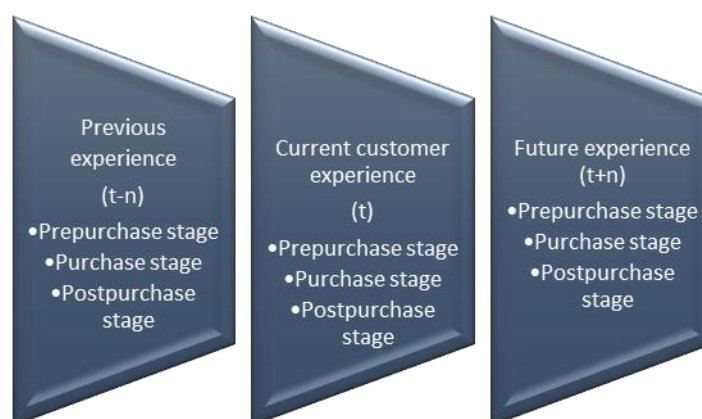 Previous
experience
(t-n)
•Prepurchase stage
•Purchase stage
•Postpurchase
stage
Current customer
experience
(t)
•Prepurchase stage
•Purchase stage
•Postpurchase
stage
Future experience
(t+n)
•Prepurchase stage
•Purchase stage
•Postpurchase
stage